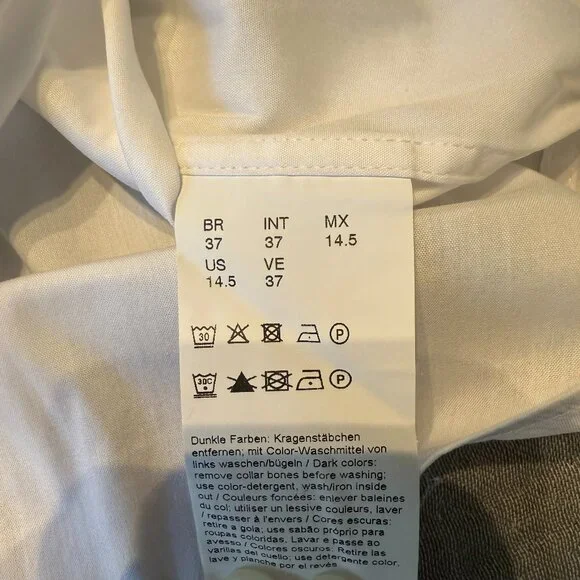 BR INT MX
37 37 14.5
US VE
14.5 37
30 P
30C P
Dunkle Farben: Kragenstäbchen
entfernen; mit Color-Waschmittel von
links waschen/bügeln / Dark colors:
remove collar bones before washing;
use color-detergent, wash/iron inside
out / Couleurs foncées: enlever baleines
du col; utiliser un lessive couleurs, laver
/ repasser à l'envers / Cores escuras:
retire a gola; use sabão próprio para
roupas coloridas. Lavar e passe ao
avesso / Colores oscuros: Retire las
varillas del cuello; use detergente color,
lave y planche por el revés